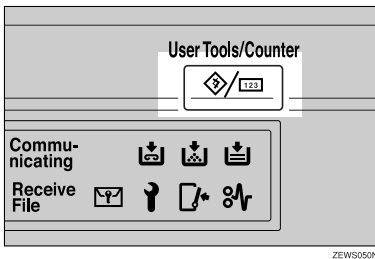 User Tools/Counter
123
Commu-
nicating
Receive
File
ZEWS050N